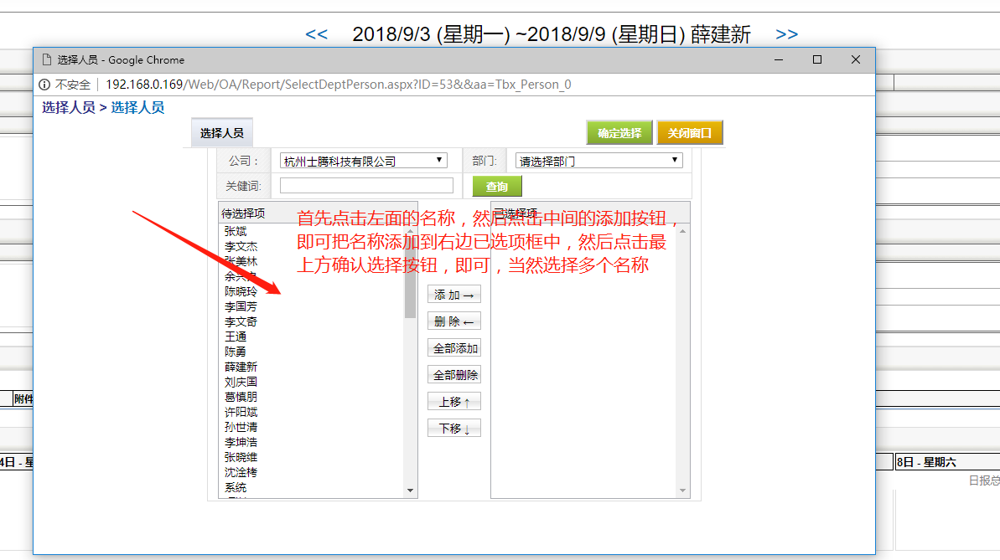 << 2018/9/3 (星期一) ~2018/9/9 (星期日) 薛建新 >>
选择人员 - Google Chrome
不安全 192.168.0.169/Web/OA/Report/SelectDeptPerson.aspx?ID=53&&aa=Tbx_Person_0
选择人员 > 选择人员
选择人员 确定选择 关闭窗口
公司： 杭州士腾科技有限公司 部门: 请选择部门
关健词: 查询
待选择项 已选择项
首先点击左面的名称，然后点击中间的添加按钮，
即可把名称添加到右边已选项框中，然后点击最
上方确认选择按钮，即可，当然选择多个名称
张斌
李文杰
张美林
陈晓玲
李国芳
李文奇
王通
陈勇
薛建新
刘庆国
葛慎朋
许阳斌
孙世清
李坤浩
张晓维
沈淦栲
系统
添 加 →
删 除 ←
全部添加
全部删除
上移 ↑
下移 ↓
附件
4日 - 星
8日 - 星期六
日报总